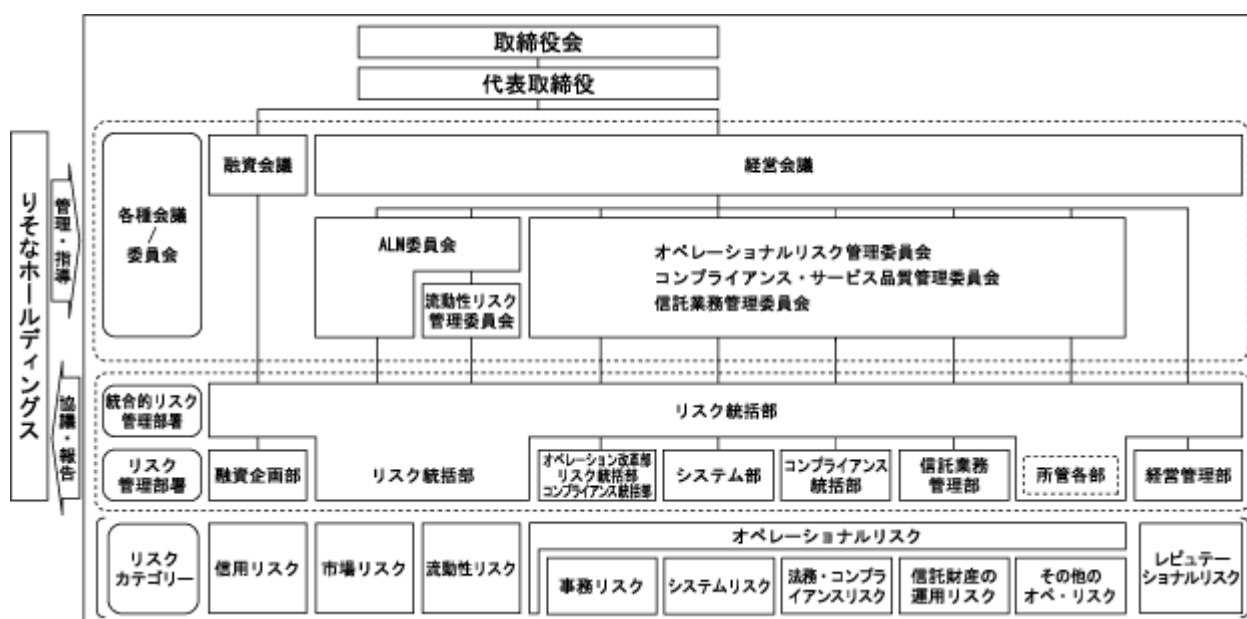 取締役会
代表取締役
りそなホールディングス
管理・指導
協議・報告
各種会議
/
委員会
融資会議
経営会議
ALM委員会
流動性リスク
管理委員会
オペレーショナルリスク管理委員会
コンプライアンス・サービス品質管理委員会
信託業務管理委員会
統合的リスク
管理部署
リスク統括部
リスク
管理部署
融資企画部
リスク統括部
オペレーション改革部
リスク統括部
コンプライアンス統括部
システム部
コンプライアンス
統括部
信託業務
管理部
所管各部
経営管理部
リスク
カテゴリー
信用リスク
市場リスク
流動性リスク
オペレーショナルリスク
事務リスク
システムリスク
法務・コンプラ
イアンスリスク
信託財産の
運用リスク
その他の
オペ・リスク
レピュテー
ショナルリスク